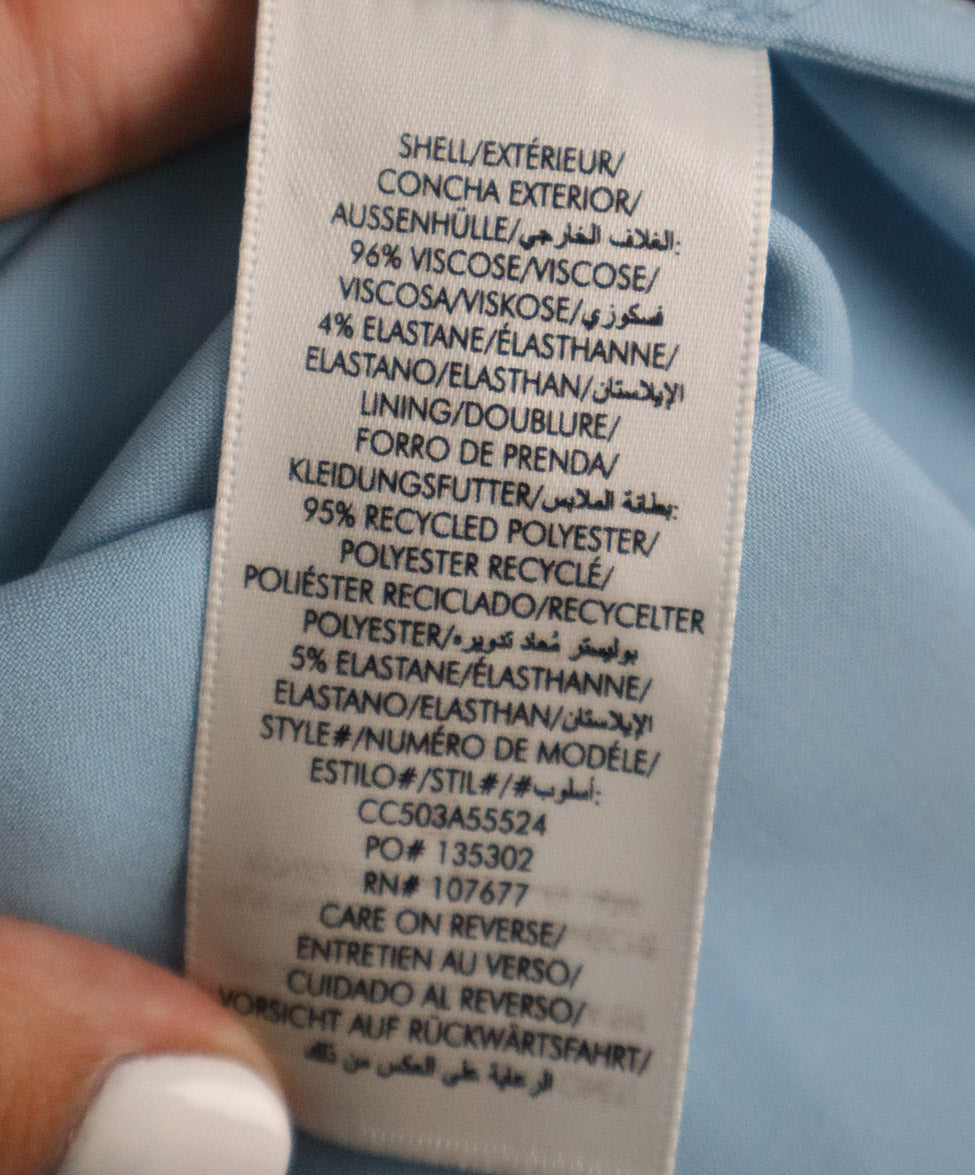 SHELL/EXTÉRIEUR/
CONCHA EXTERIOR/
AUSSENHÜLLE/الغلاف الخارجي:
96% VISCOSE/VISCOSE/
VISCOSA/VISKOSE/فسكوزي
4% ELASTANE/ÉLASTHANNE/
ELASTANO/ELASTHAN/الإيلاستان
LINING/DOUBLURE/
FORRO DE PRENDA/
KLEIDUNGSFUTTER/بطانة الملابس:
95% RECYCLED POLYESTER/
POLYESTER RECYCLÉ/
POLIÉSTER RECICLADO/RECYCELTER
POLYESTER/بوليستر مُعاد تدويره
5% ELASTANE/ÉLASTHANNE/
ELASTANO/ELASTHAN/الإيلاستان
STYLE#/NUMÉRO DE MODÉLE/
ESTILO#/STIL#/#أسلوب:
CC503A55524
PO# 135302
RN# 107677
CARE ON REVERSE/
ENTRETIEN AU VERSO/
CUIDADO AL REVERSO/
VORSICHT AUF RÜCKWÄRTSFAHRT/
الرعاية على العكس من ذلك